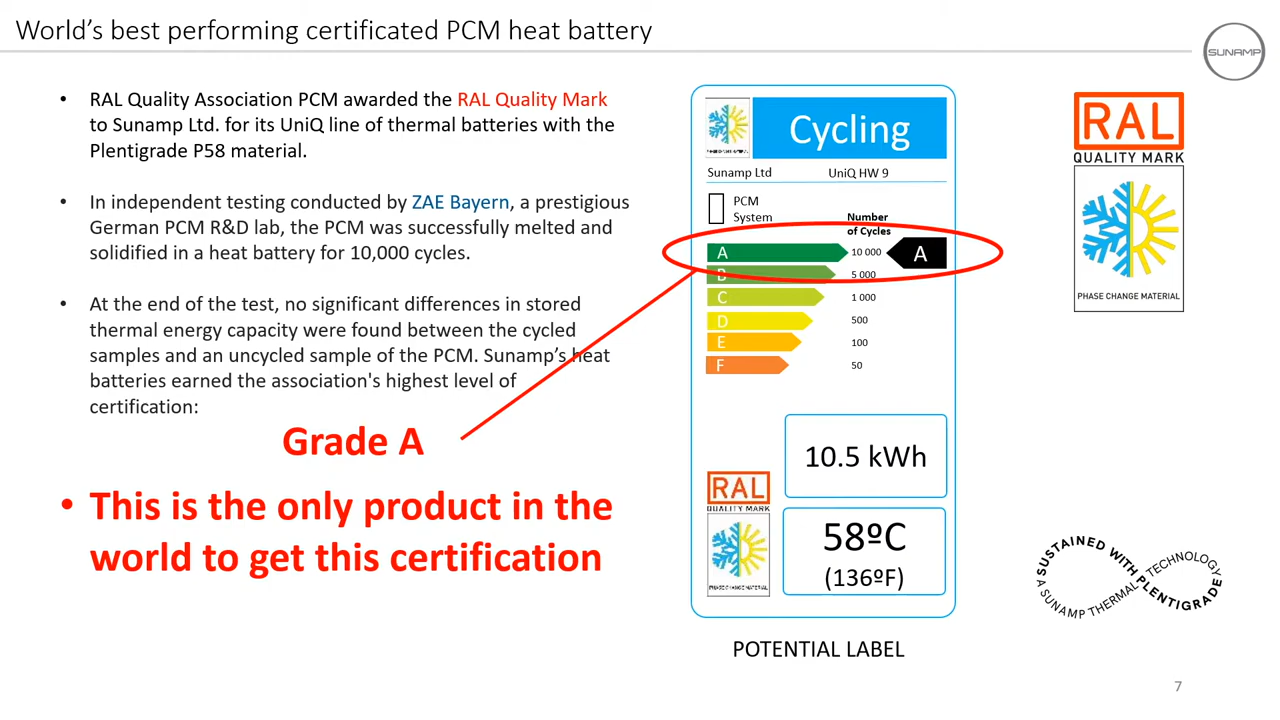 World's best performing certificated PCM heat battery
SUNAMP
• RAL Quality Association PCM awarded the RAL Quality Mark
to Sunamp Ltd. for its UniQ line of thermal batteries with the
Plentigrade P58 material.
• In independent testing conducted by ZAE Bayern, a prestigious
German PCM R&D lab, the PCM was successfully melted and
solidified in a heat battery for 10,000 cycles.
• At the end of the test, no significant differences in stored
thermal energy capacity were found between the cycled
samples and an uncycled sample of the PCM. Sunamp's heat
batteries earned the association's highest level of
certification:
Grade A
• This is the only product in the
world to get this certification
PHASE CHANGE MATERIAL
Cycling
Sunamp Ltd UniQ HW 9
PCM
System
Number
of Cycles
A 10 000 A
B 5 000
C 1 000
D 500
E 100
F 50
10.5 kWh
RAL
QUALITY MARK
PHASE CHANGE MATERIAL
58ºC
(136ºF)
POTENTIAL LABEL
RAL
QUALITY MARK
PHASE CHANGE MATERIAL
SUSTAINED WITH PLENTIGRADE
A SUNAMP THERMAL TECHNOLOGY
7